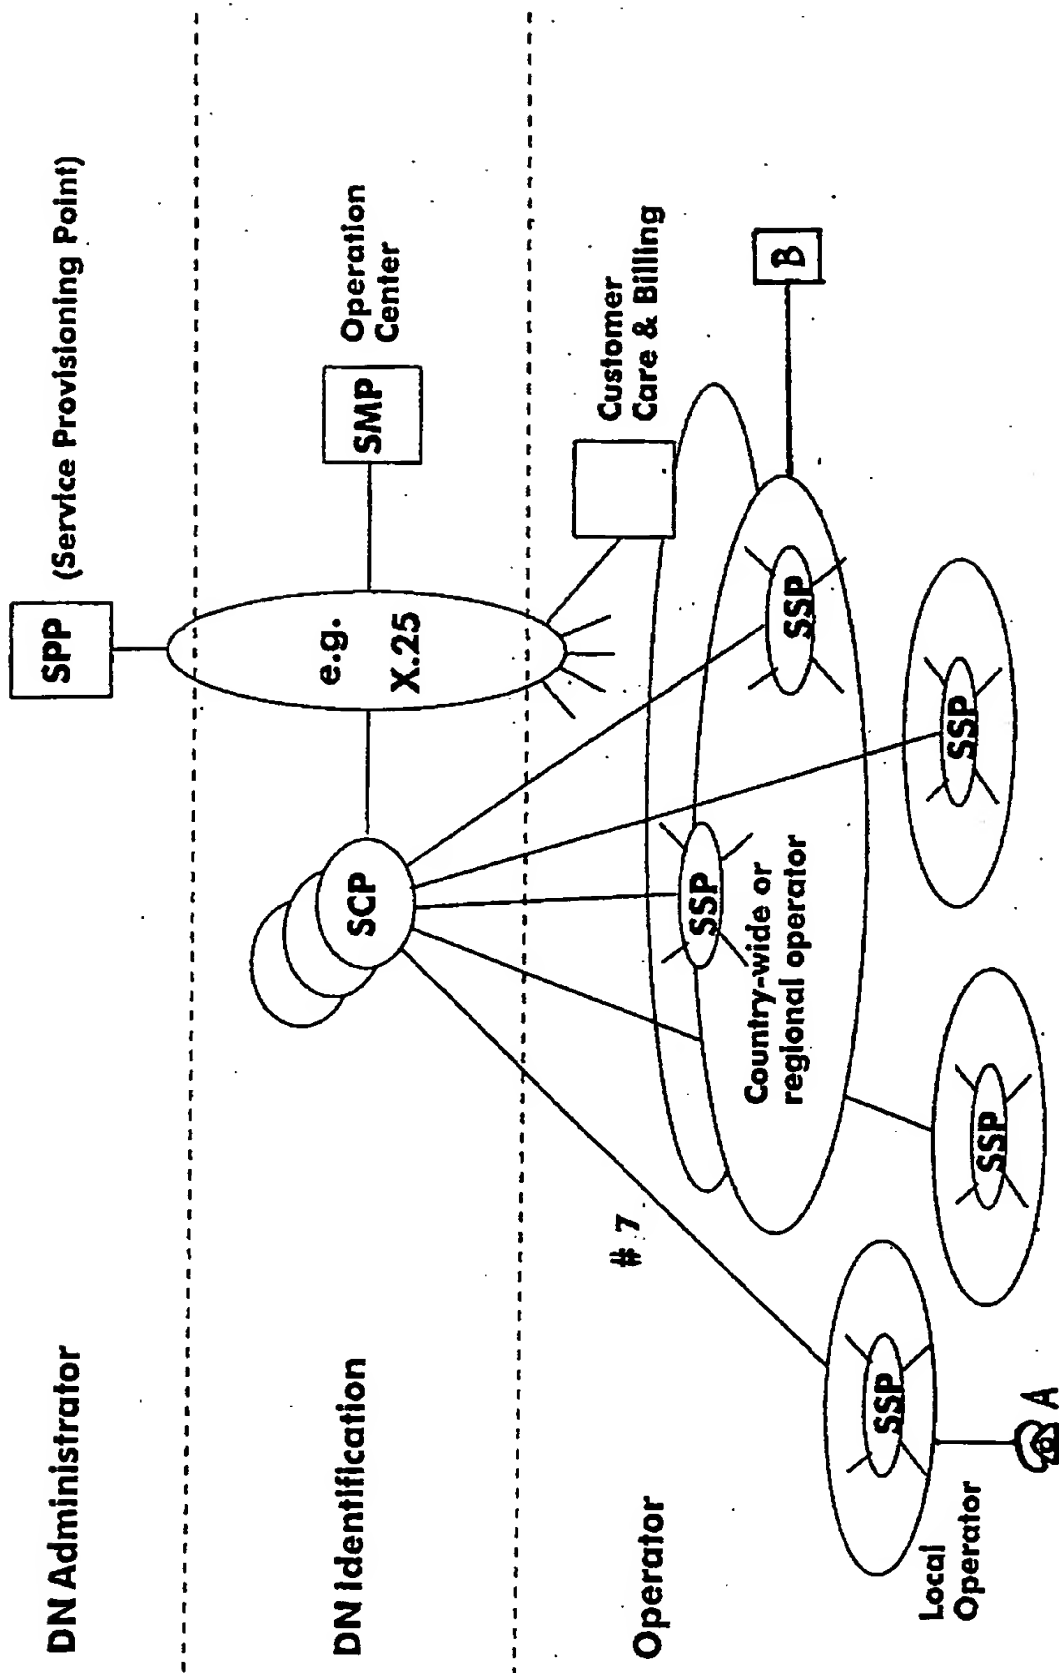 DN Administrator
SPP
(Service Provisioning Point)
DN Identification
SCP
e.g.
X.25
SMP
Operation
Center
Operator
# 7
Customer
Care & Billing
SSP
SSP
Country-wide or
regional operator
B
SSP
SSP
SSP
Local
Operator
A